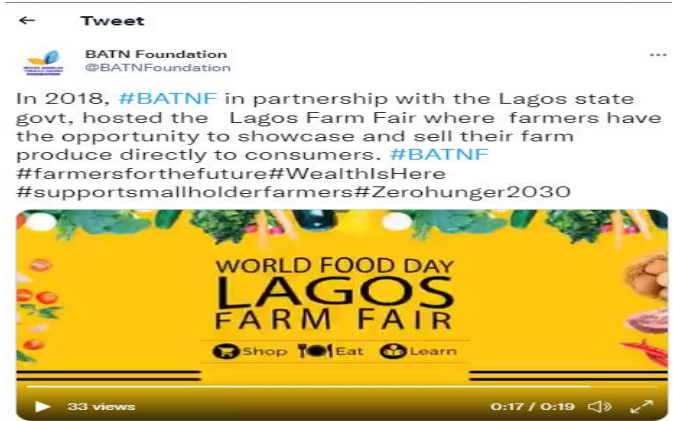 ← Tweet
BATN Foundation
@BATNFoundation
In 2018, #BATNF in partnership with the Lagos state
govt, hosted the Lagos Farm Fair where farmers have
the opportunity to showcase and sell their farm
produce directly to consumers. #BATNF
#farmersforthefuture#WealthIsHere
#supportsmallholderfarmers#Zerohunger2030
WORLD FOOD DAY
LAGOS
FARM FAIR
Shop Eat Learn
33 views 0:17 / 0:19